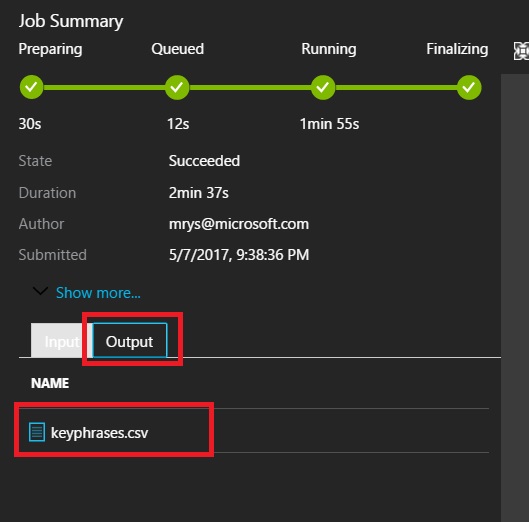 Job Summary
Preparing Queued Running Finalizing
30s 12s 1min 55s
State Succeeded
Duration 2min 37s
Author mrys@microsoft.com
Submitted 5/7/2017, 9:38:36 PM
Show more...
Input Output
NAME
keyphrases.csv